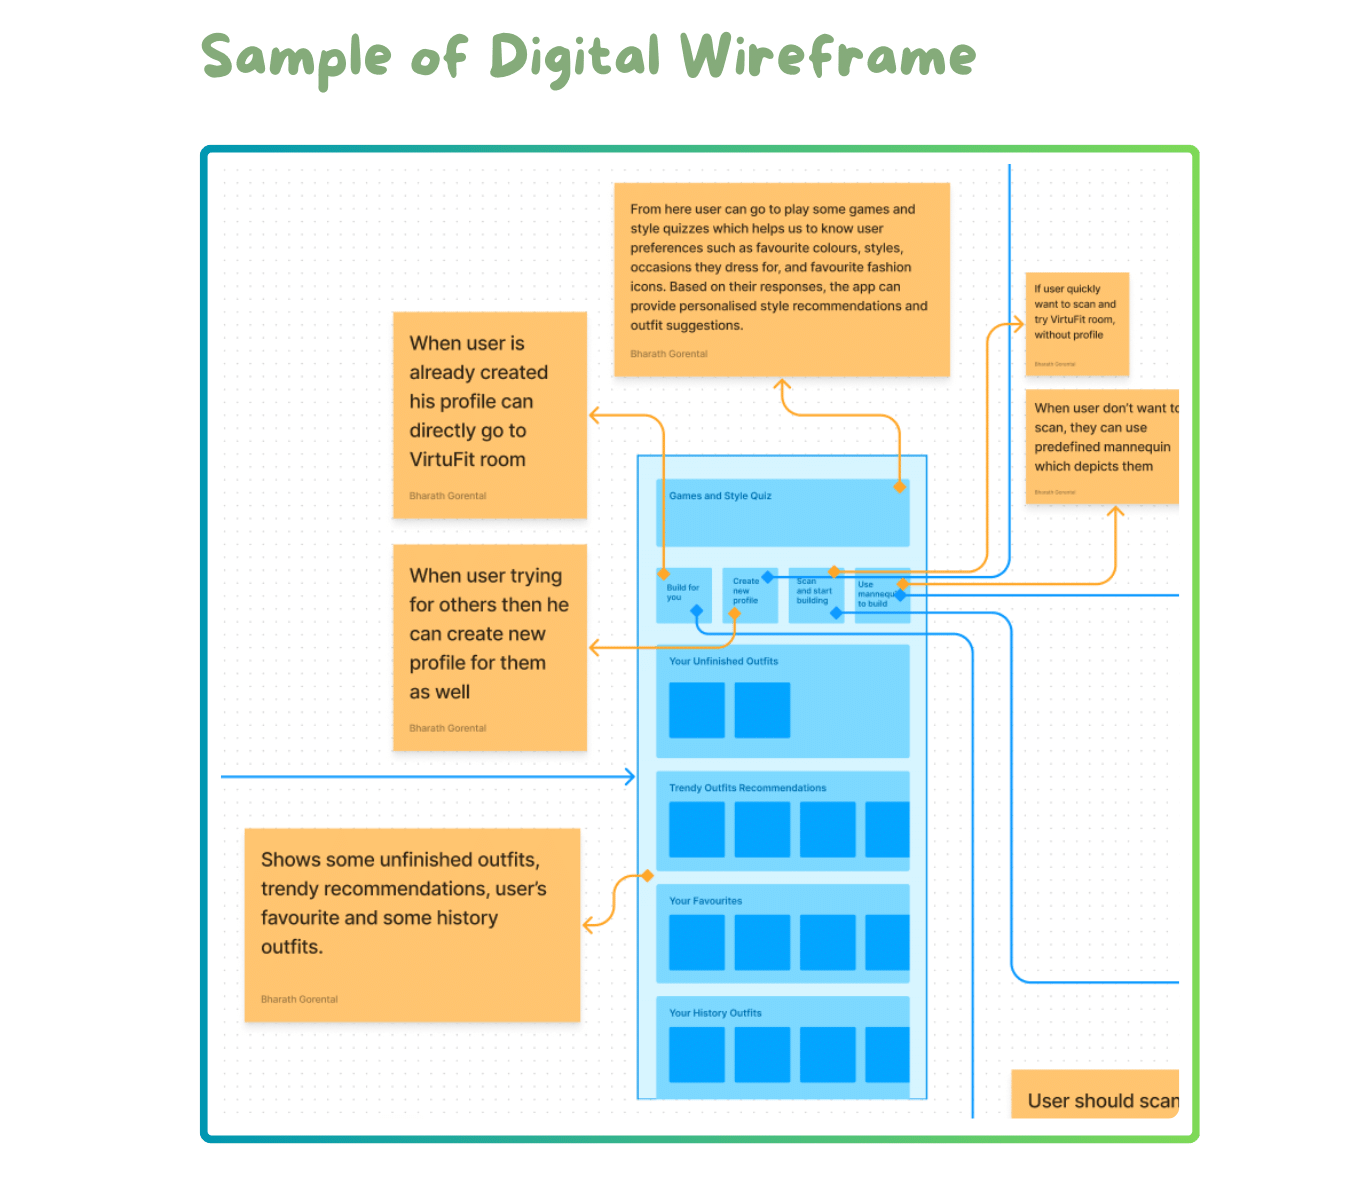 Sample of Digital Wireframe
From here user can go to play some games and
style quizzes which helps us to know user
preferences such as favourite colours, styles,
occasions they dress for, and favourite fashion
icons. Based on their responses, the app can
provide personalised style recommendations and
outfit suggestions.
Bharath Gorental
If user quickly
want to scan and
try VirtuFit room,
without profile
Bharath Gorental
When user is
already created
his profile can
directly go to
VirtuFit room
Bharath Gorental
When user don't want to
scan, they can use
predefined mannequin
which depicts them
Bharath Gorental
Games and Style Quiz
Build for
you
Create
new
profile
Scan
and start
building
Use
mannequi
to build
When user trying
for others then he
can create new
profile for them
as well
Bharath Gorental
Your Unfinished Outfits
Trendy Outfits Recommendations
Shows some unfinished outfits,
trendy recommendations, user's
favourite and some history
outfits.
Bharath Gorental
Your Favourites
Your History Outfits
User should scan